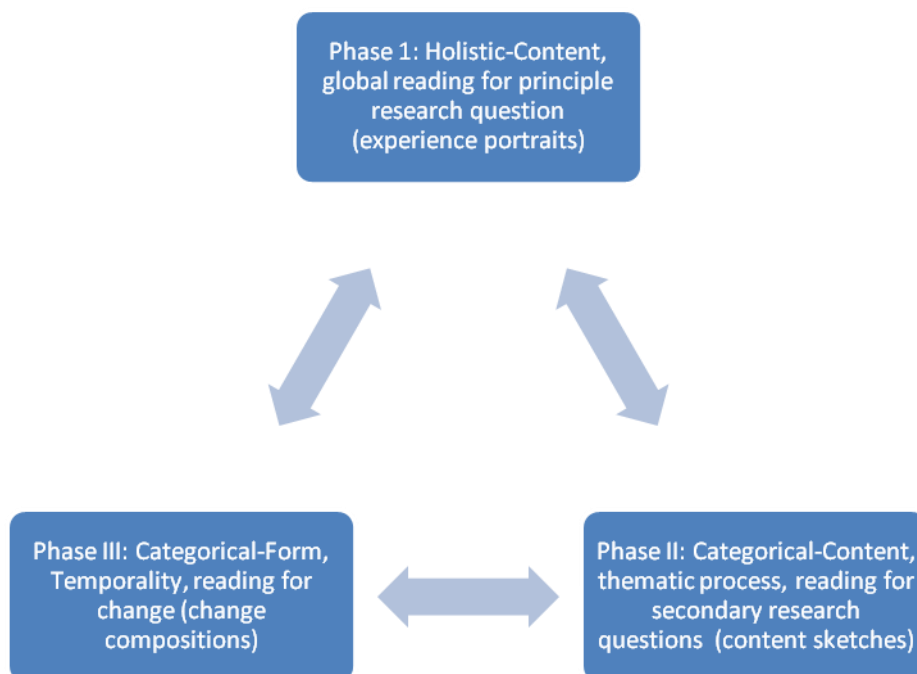 Phase 1: Holistic-Content,
global reading for principle
research question
(experience portraits)
Phase III: Categorical-Form,
Temporality, reading for
change (change
compositions)
Phase II: Categorical-Content,
thematic process, reading for
secondary research
questions (content sketches)